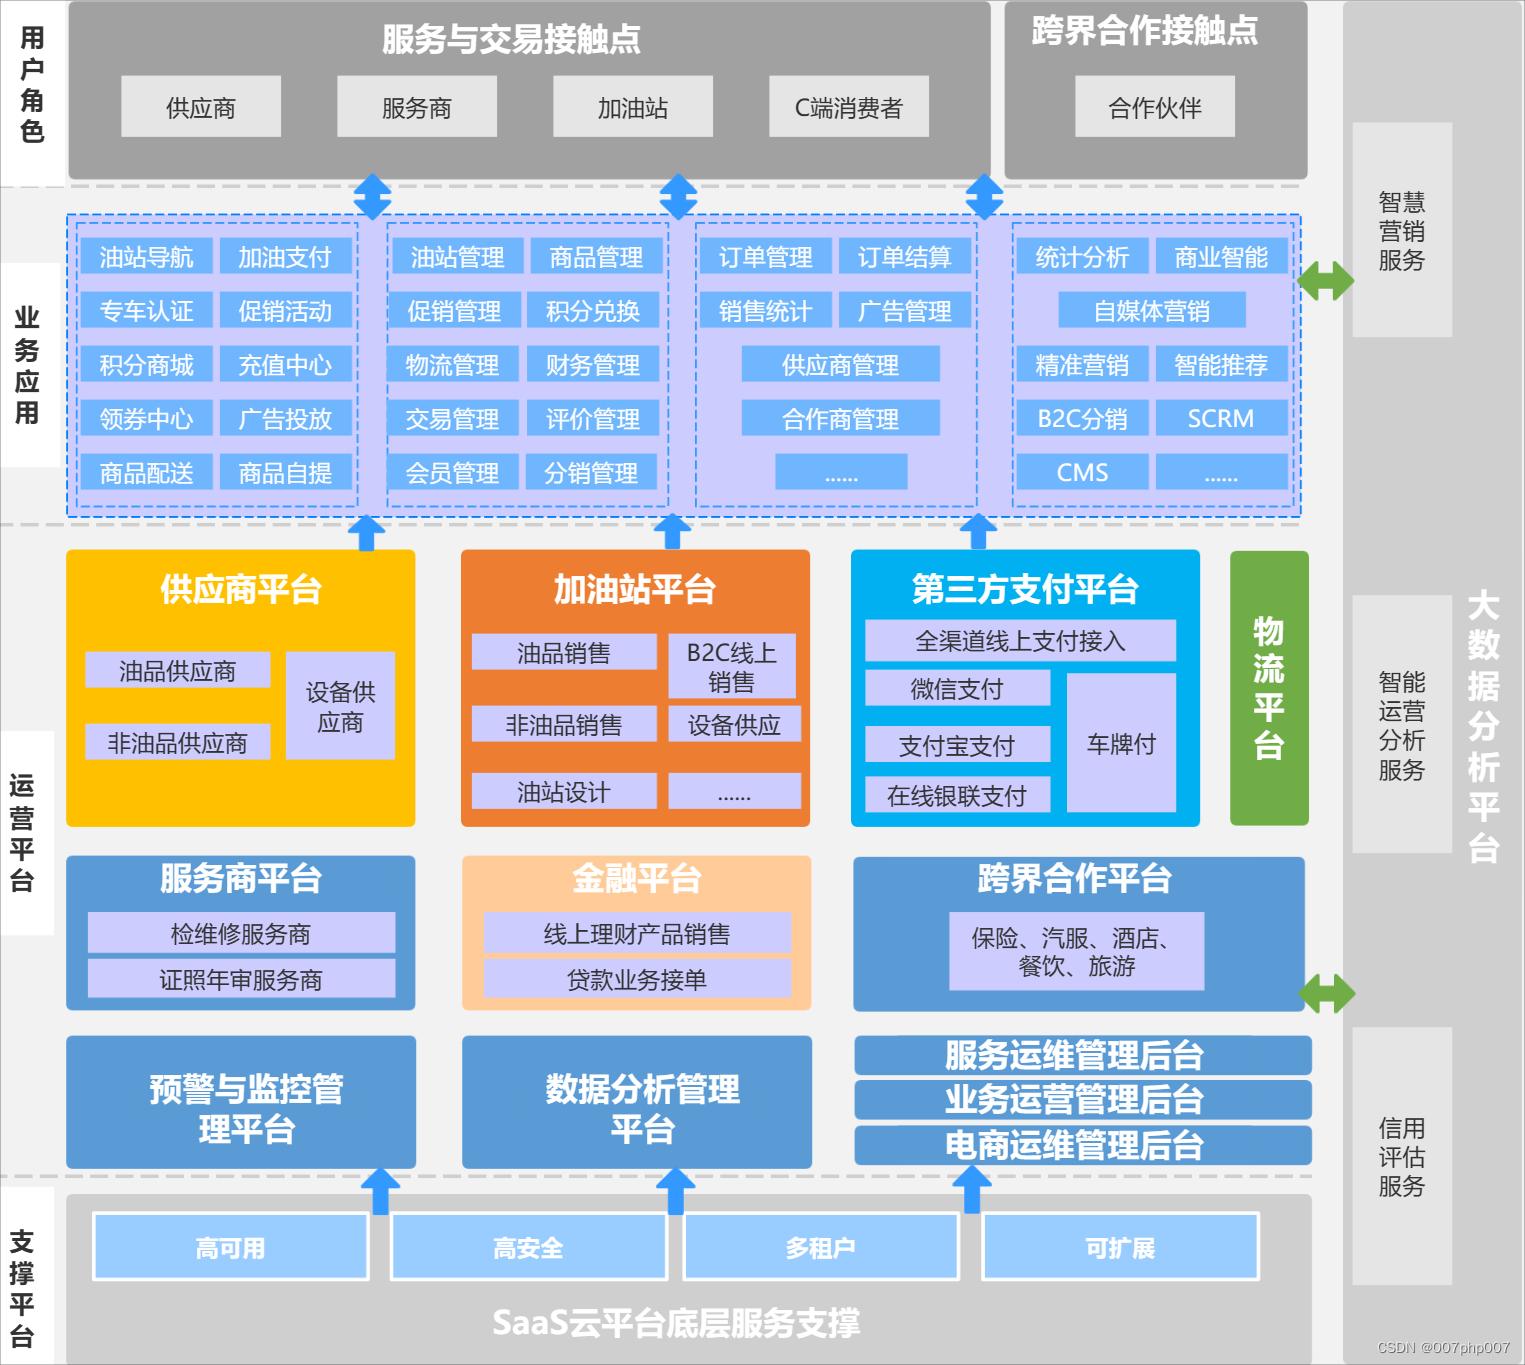 用户角色
服务与交易接触点
供应商
服务商
加油站
C端消费者
跨界合作接触点
合作伙伴
业务应用
油站导航
加油支付
专车认证
促销活动
积分商城
充值中心
领券中心
广告投放
商品配送
商品自提
油站管理
商品管理
促销管理
积分兑换
物流管理
财务管理
交易管理
评价管理
会员管理
分销管理
订单管理
订单结算
销售统计
广告管理
供应商管理
合作商管理
......
统计分析
商业智能
自媒体营销
精准营销
智能推荐
B2C分销
SCRM
CMS
......
运营平台
供应商平台
油品供应商
非油品供应商
设备供
应商
加油站平台
油品销售
B2C线上
销售
非油品销售
设备供应
油站设计
......
第三方支付平台
全渠道线上支付接入
微信支付
支付宝支付
在线银联支付
车牌付
物流平台
服务商平台
检维修服务商
证照年审服务商
金融平台
线上理财产品销售
贷款业务接单
跨界合作平台
保险、汽服、酒店、
餐饮、旅游
预警与监控管
理平台
数据分析管理
平台
服务运维管理后台
业务运营管理后台
电商运维管理后台
支撑平台
高可用
高安全
多租户
可扩展
SaaS云平台底层服务支撑
智慧
营销
服务
智能
运营
分析
服务
信用
评估
服务
大数据分析平台
CSDN @007php007